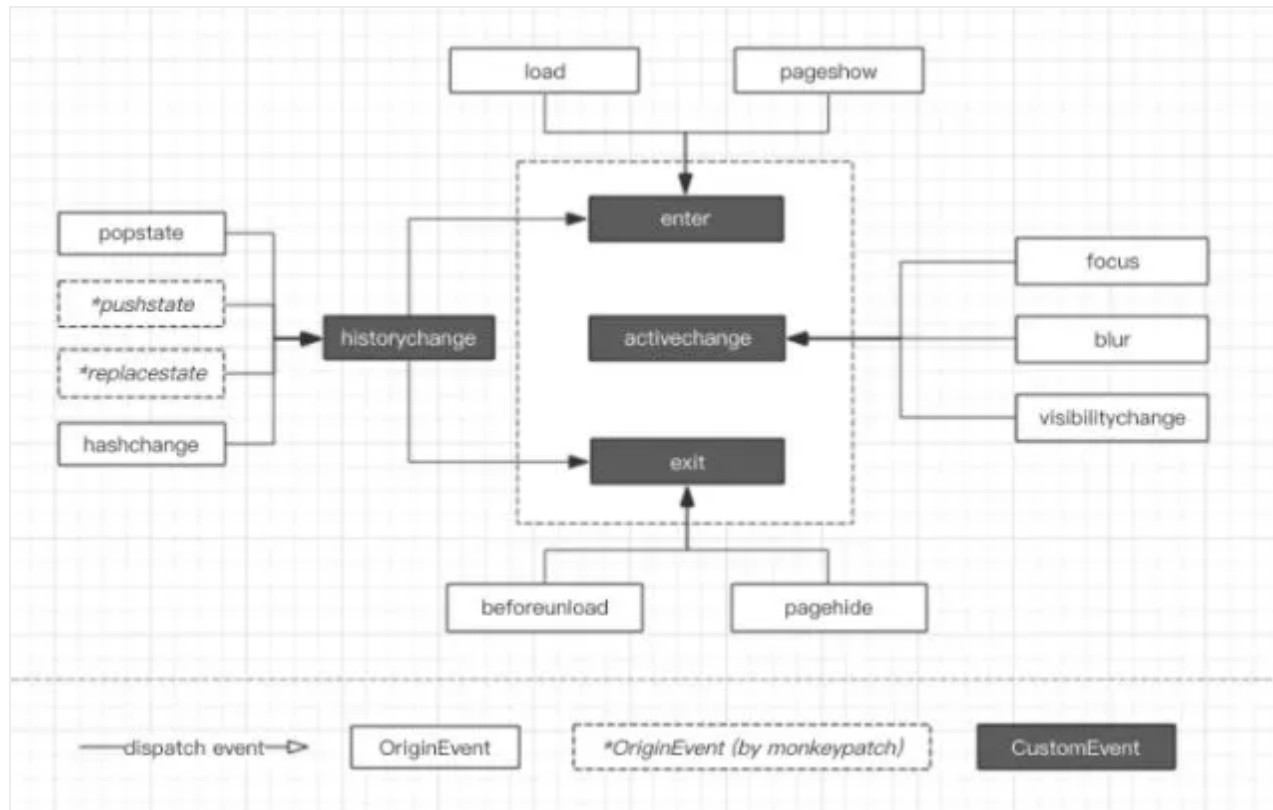 load
pageshow
enter
popstate
*pushstate
*replacestate
hashchange
historychange
activechange
focus
blur
visibilitychange
exit
beforeunload
pagehide
dispatch event
OriginEvent
*OriginEvent (by monkeypatch)
CustomEvent